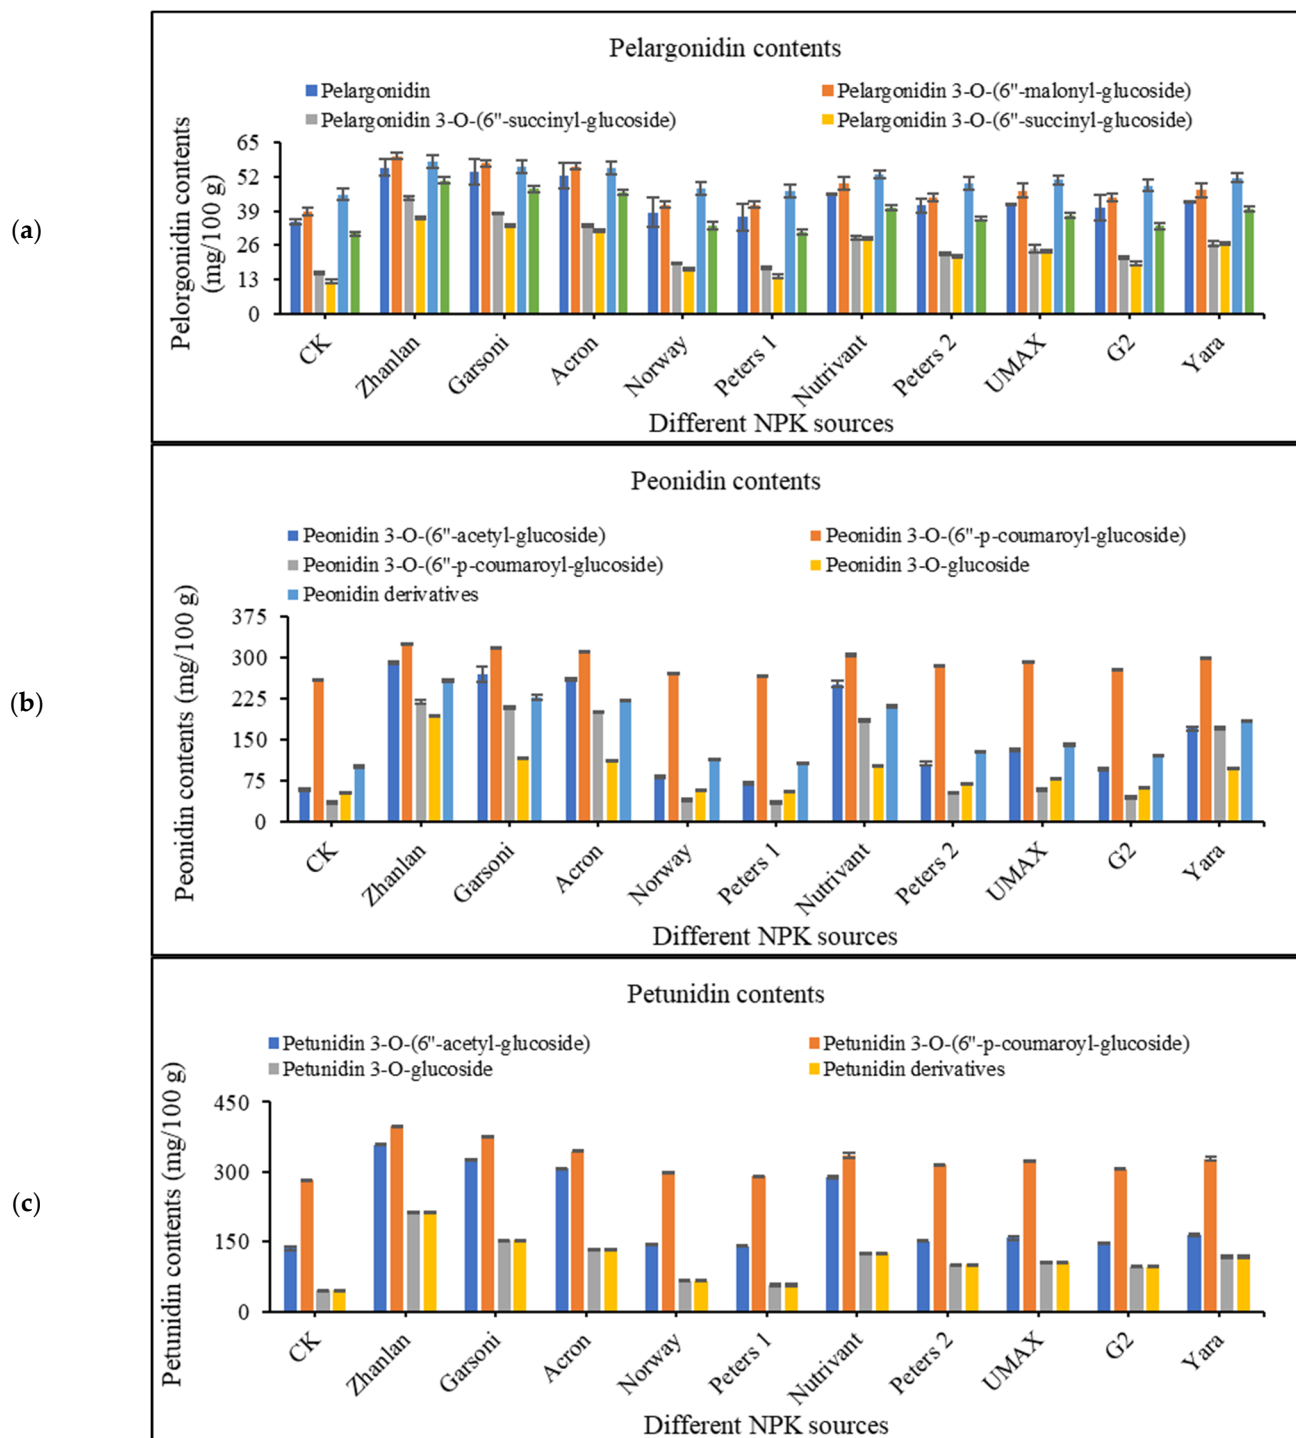 (a)
Pelargonidin contents
Pelargonidin
Pelargonidin 3-O-(6"-malonyl-glucoside)
Pelargonidin 3-O-(6"-succinyl-glucoside)
Pelargonidin 3-O-(6"-succinyl-glucoside)
Pelorgonidin contents
(mg/100 g)
65
52
39
26
13
0
CK
Zhanlan
Garsoni
Acron
Norway
Peters 1
Nutrivant
Peters 2
UMAX
G2
Yara
Different NPK sources
(b)
Peonidin contents
Peonidin 3-O-(6"-acetyl-glucoside)
Peonidin 3-O-(6"-p-coumaroyl-glucoside)
Peonidin 3-O-(6"-p-coumaroyl-glucoside)
Peonidin 3-O-glucoside
Peonidin derivatives
Peonidin contents (mg/100 g)
375
300
225
150
75
0
CK
Zhanlan
Garsoni
Acron
Norway
Peters 1
Nutrivant
Peters 2
UMAX
G2
Yara
Different NPK sources
(c)
Petunidin contents
Petunidin 3-O-(6"-acetyl-glucoside)
Petunidin 3-O-(6"-p-coumaroyl-glucoside)
Petunidin 3-O-glucoside
Petunidin derivatives
Petunidin contents (mg/100 g)
450
300
150
0
CK
Zhanlan
Garsoni
Acron
Norway
Peters 1
Nutrivant
Peters 2
UMAX
G2
Yara
Different NPK sources